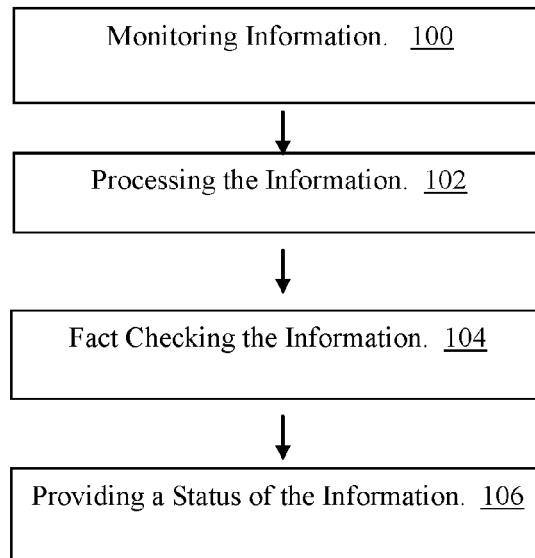 Monitoring Information. 100
Processing the Information. 102
Fact Checking the Information. 104
Providing a Status of the Information. 106